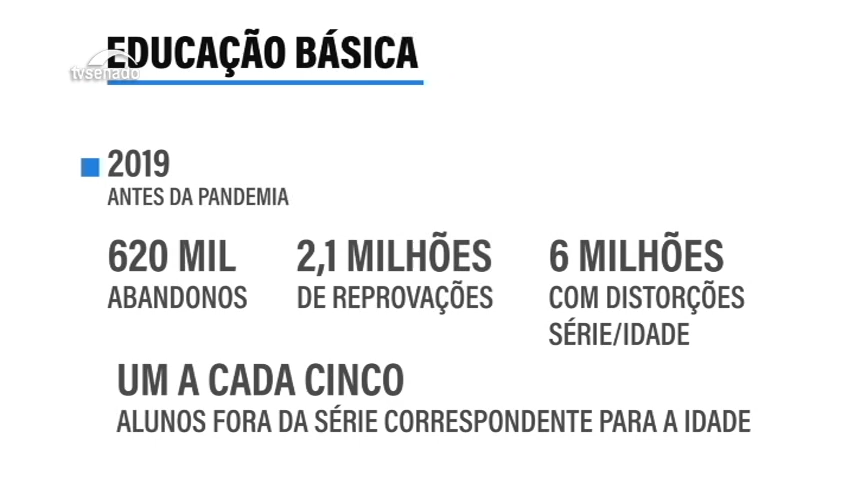 EDUCAÇÃO BÁSICA
tvsenado
2019
ANTES DA PANDEMIA
620 MIL 2,1 MILHÕES 6 MILHÕES
ABANDONOS DE REPROVAÇÕES COM DISTORÇÕES
SÉRIE/IDADE
UM A CADA CINCO
ALUNOS FORA DA SÉRIE CORRESPONDENTE PARA A IDADE